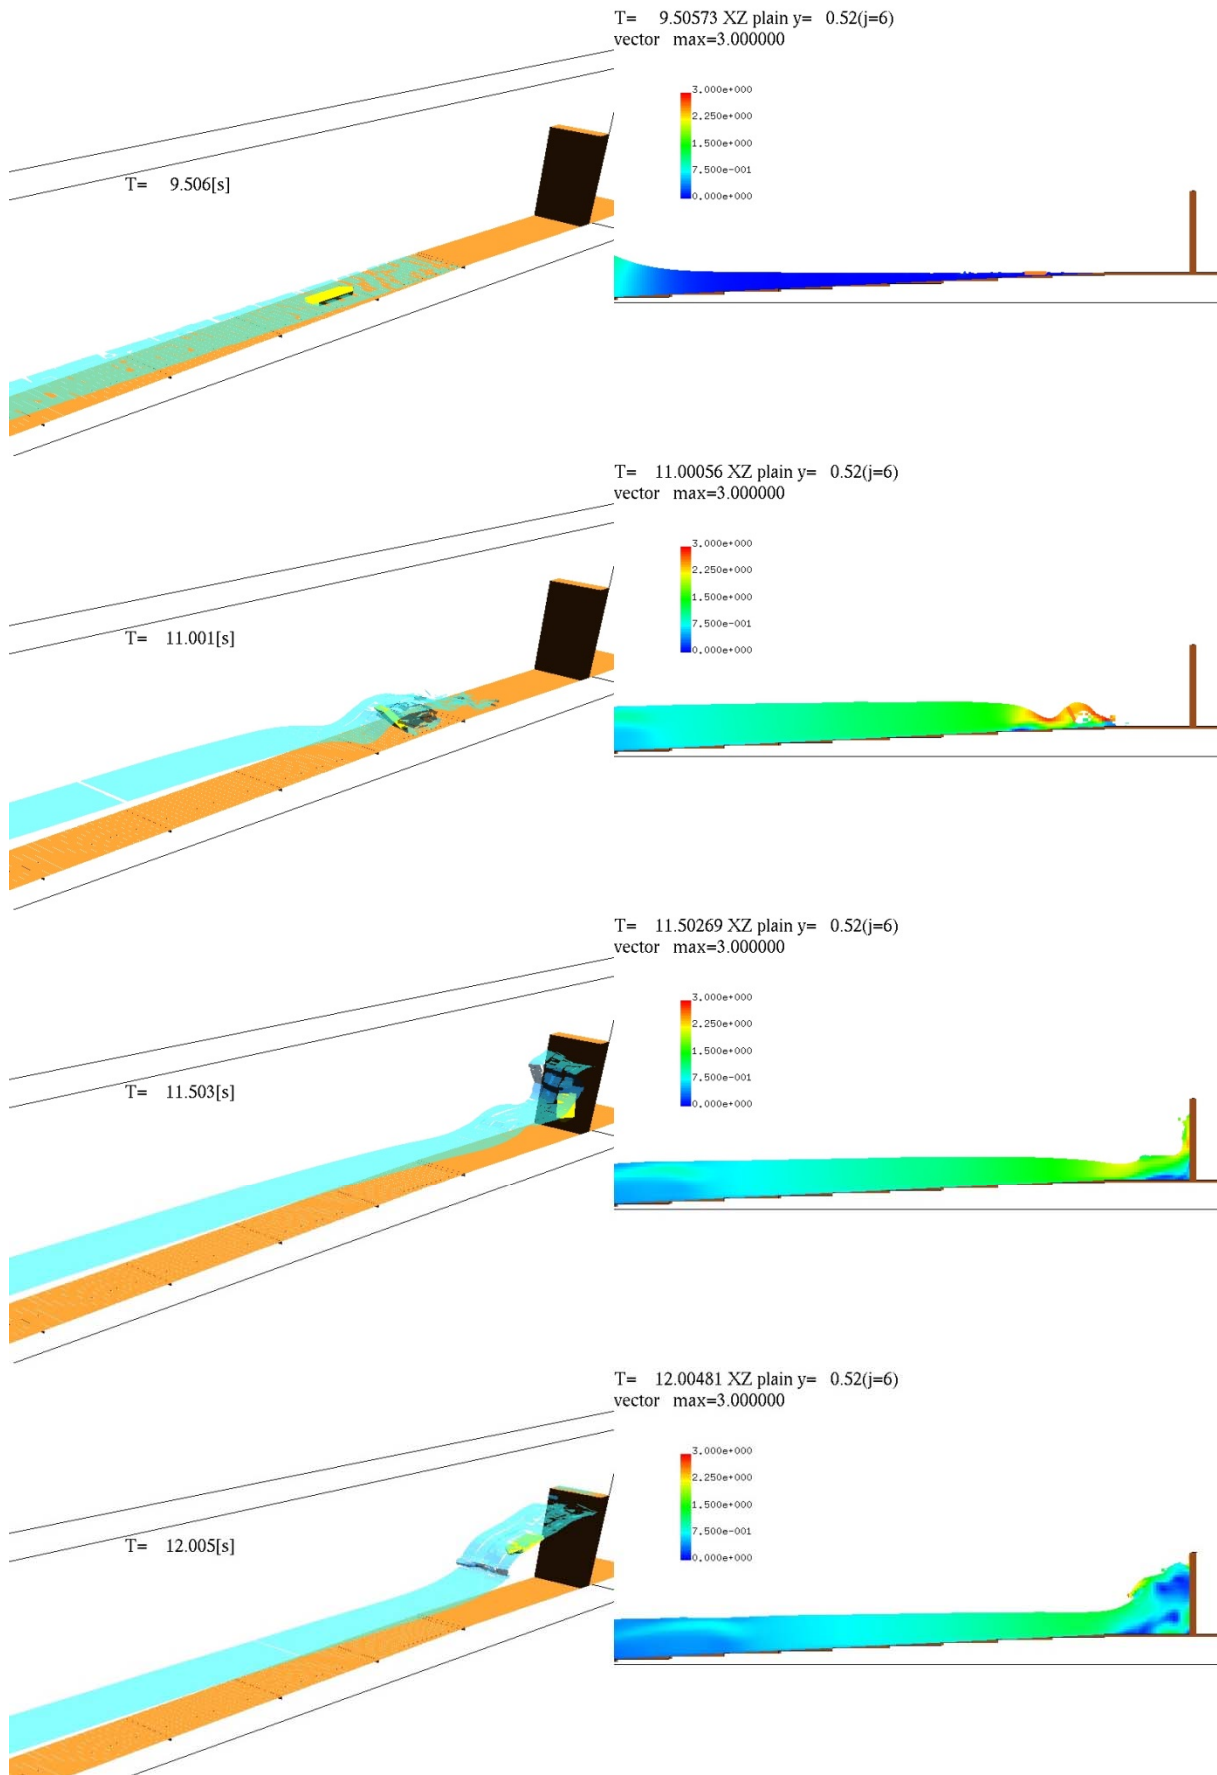 T= 9.50573 XZ plain y= 0.52(j=6)
vector max=3.000000
3.000e+000
2.250e+000
1.500e+000
7.500e-001
0.000e+000
T= 9.506[s]
T= 11.00056 XZ plain y= 0.52(j=6)
vector max=3.000000
3.000e+000
2.250e+000
1.500e+000
7.500e-001
0.000e+000
T= 11.001[s]
T= 11.50269 XZ plain y= 0.52(j=6)
vector max=3.000000
3.000e+000
2.250e+000
1.500e+000
7.500e-001
0.000e+000
T= 11.503[s]
T= 12.00481 XZ plain y= 0.52(j=6)
vector max=3.000000
3.000e+000
2.250e+000
1.500e+000
7.500e-001
0.000e+000
T= 12.005[s]